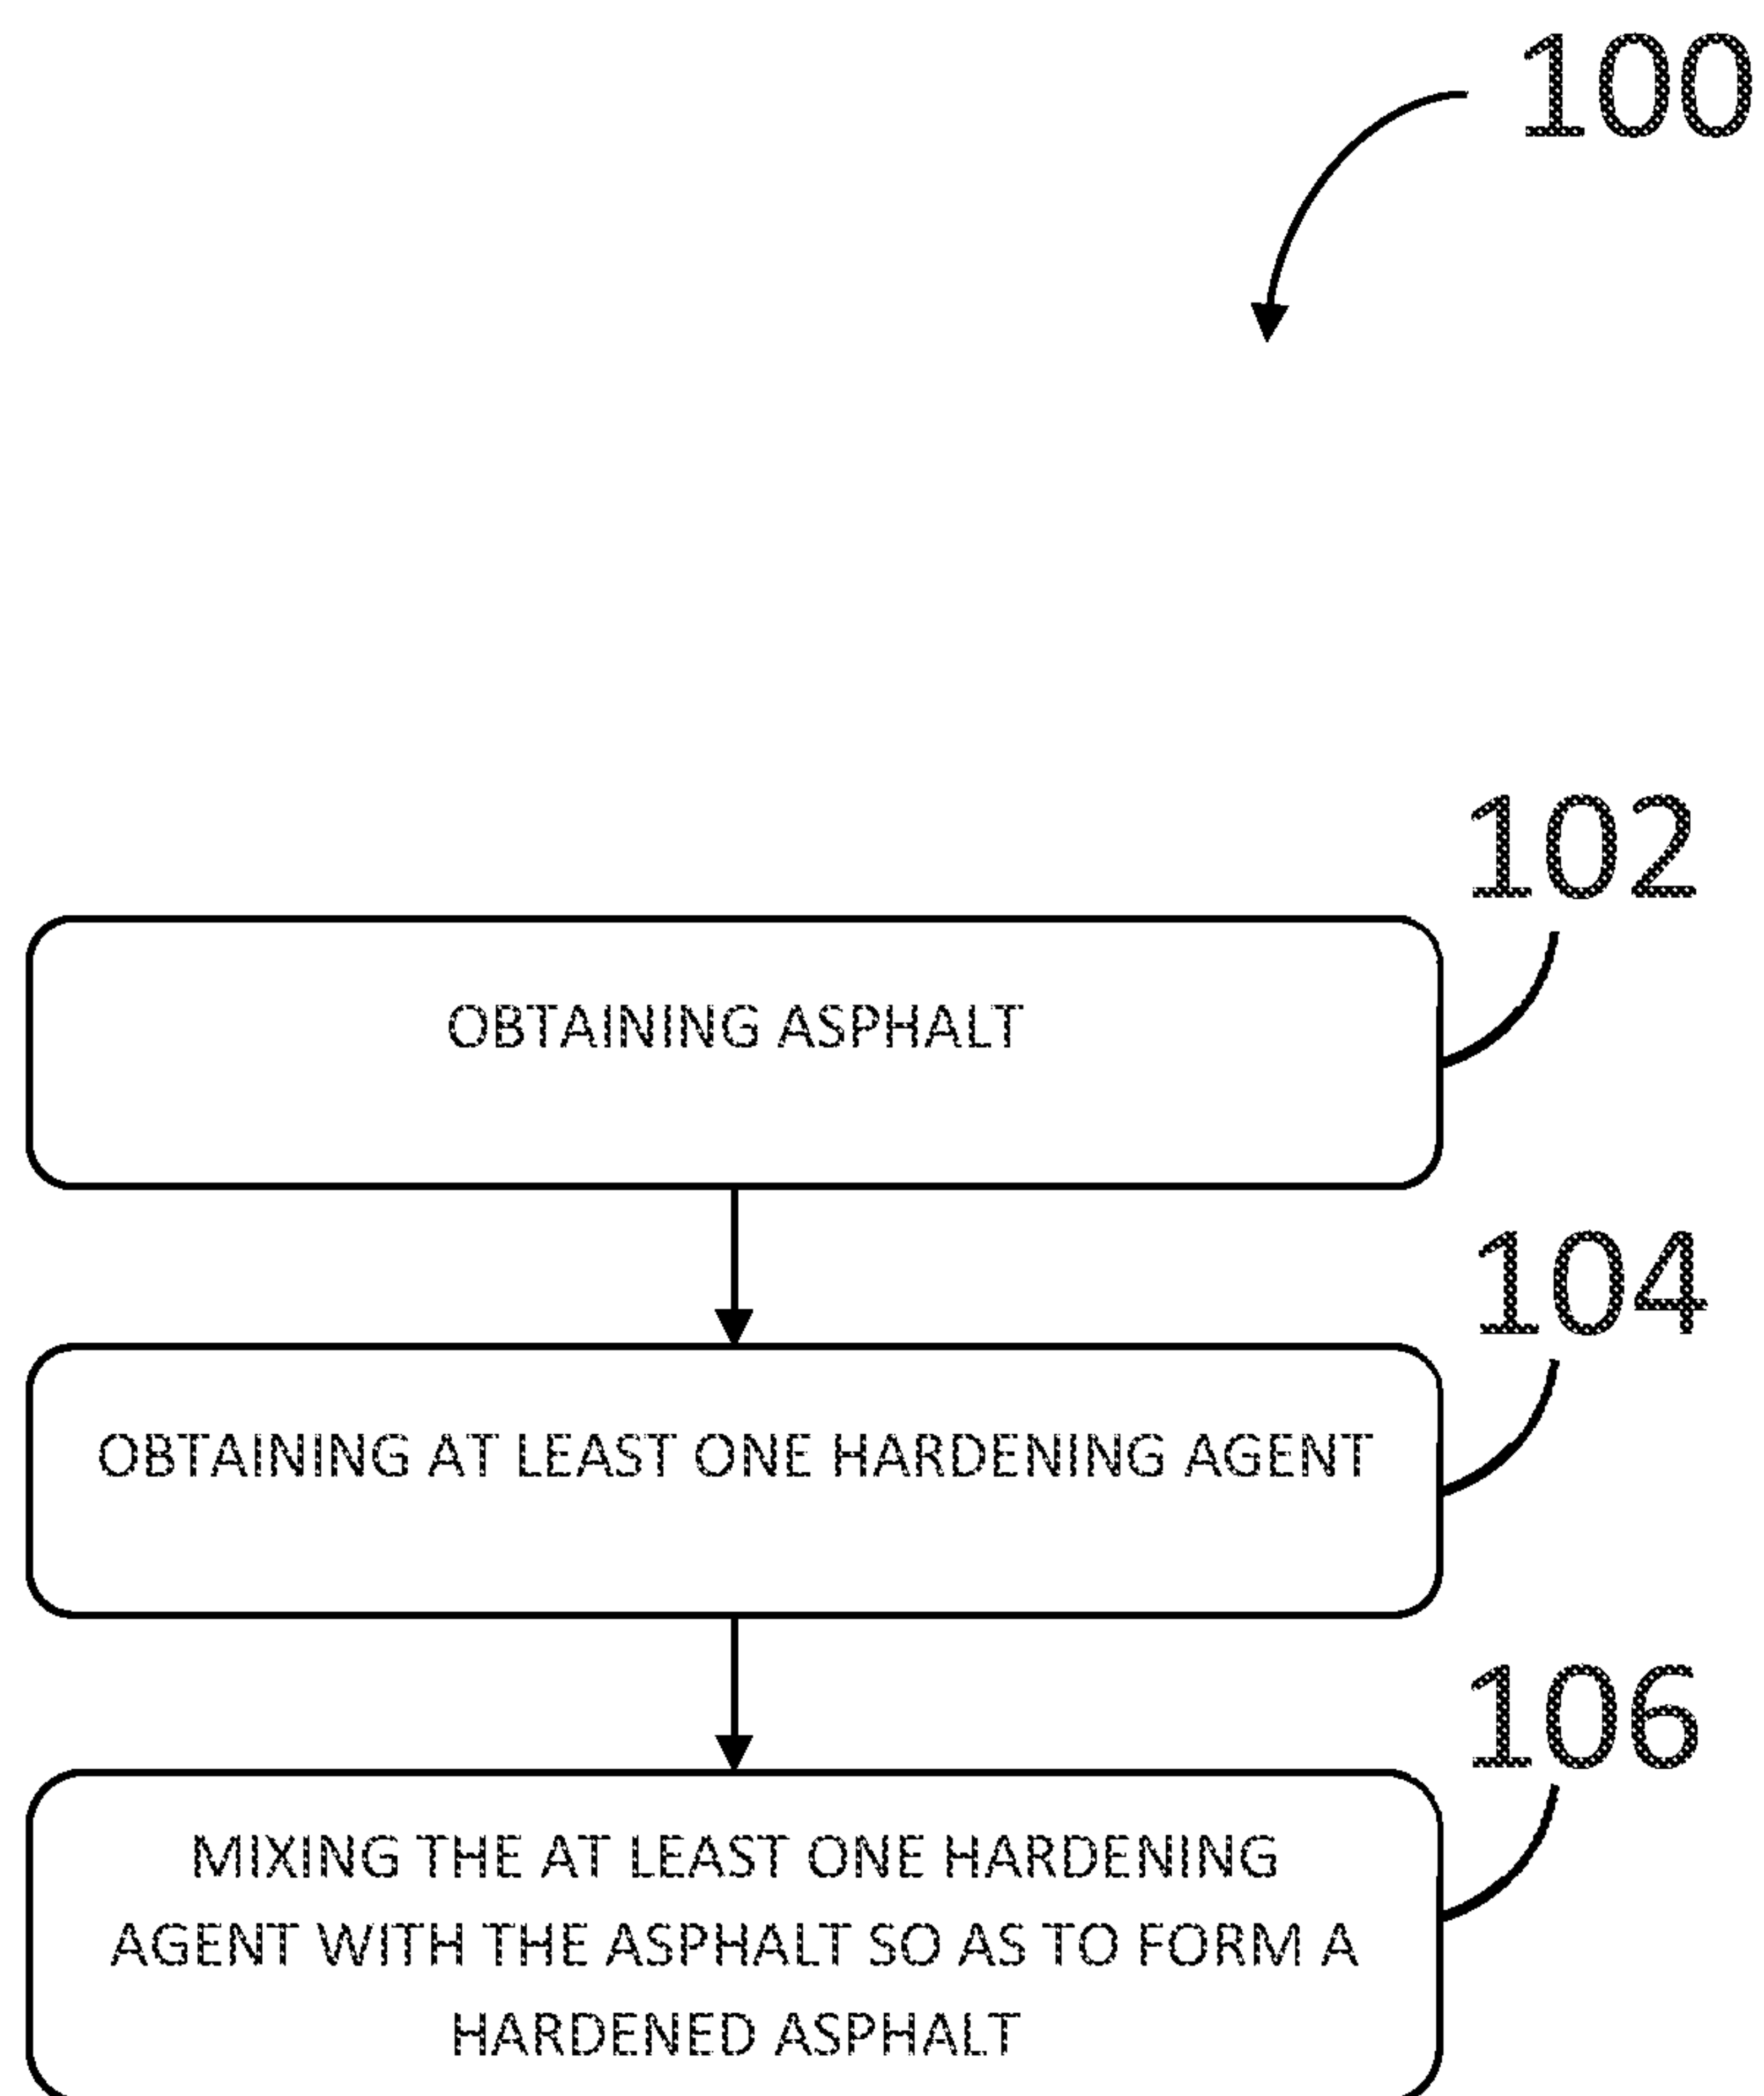 100
102
OBTAINING ASPHALT
104
OBTAINING AT LEAST ONE HARDENING AGENT
106
MIXING THE AT LEAST ONE HARDENING
AGENT WITH THE ASPHALT SO AS TO FORM A
HARDENED ASPHALT